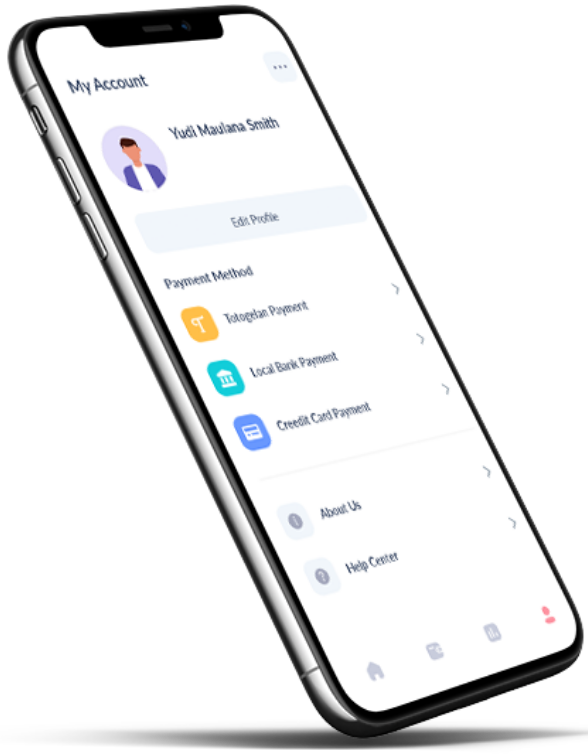 My Account
Yudi Maulana Smith
Edit Profile
Payment Method
Totogelan Payment
Local Bank Payment
Creedit Card Payment
About Us
Help Center